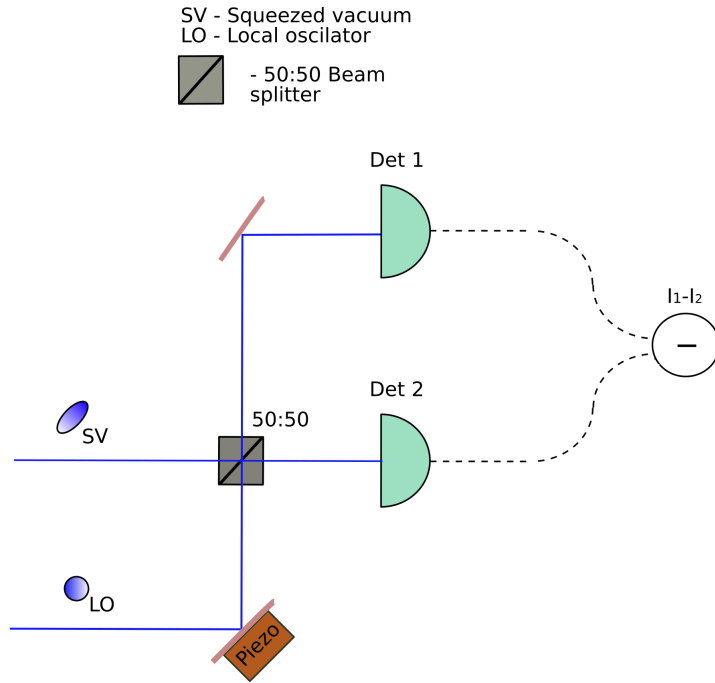 SV - Squeezed vacuum
LO - Local oscilator
- 50:50 Beam
splitter
Det 1
I₁-I₂
−
Det 2
50:50
SV
LO
Piezo